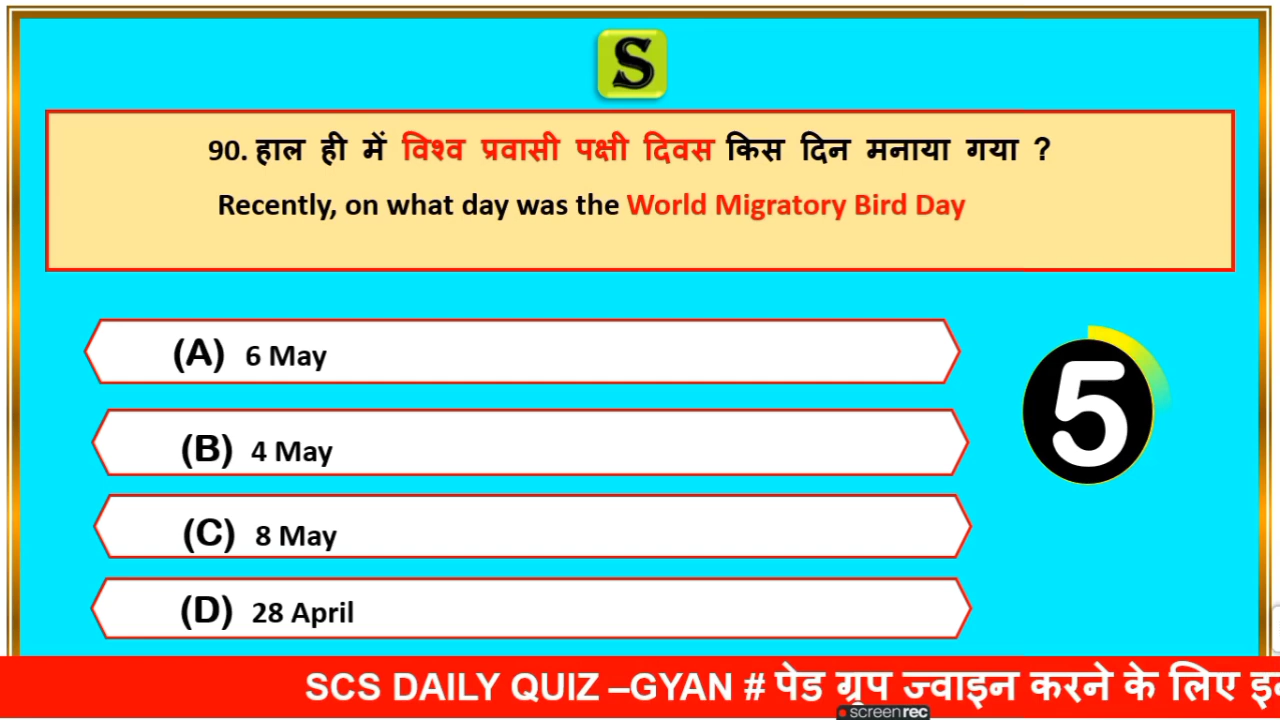 S
90. हाल ही में विश्व प्रवासी पक्षी दिवस किस दिन मनाया गया ?
Recently, on what day was the World Migratory Bird Day
(A) 6 May
5
(B) 4 May
(C) 8 May
(D) 28 April
SCS DAILY QUIZ –GYAN # पेड ग्रुप ज्वाइन करने के लिए
screenrec